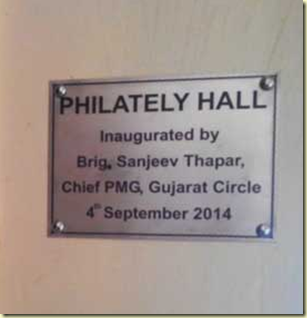 PHILATELY HALL
Inaugurated by
Brig. Sanjeev Thapar,
Chief PMG, Gujarat Circle
4th September 2014